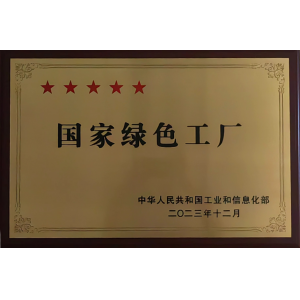 国家绿色工厂
中华人民共和国工业和信息化部
二〇二三年十二月